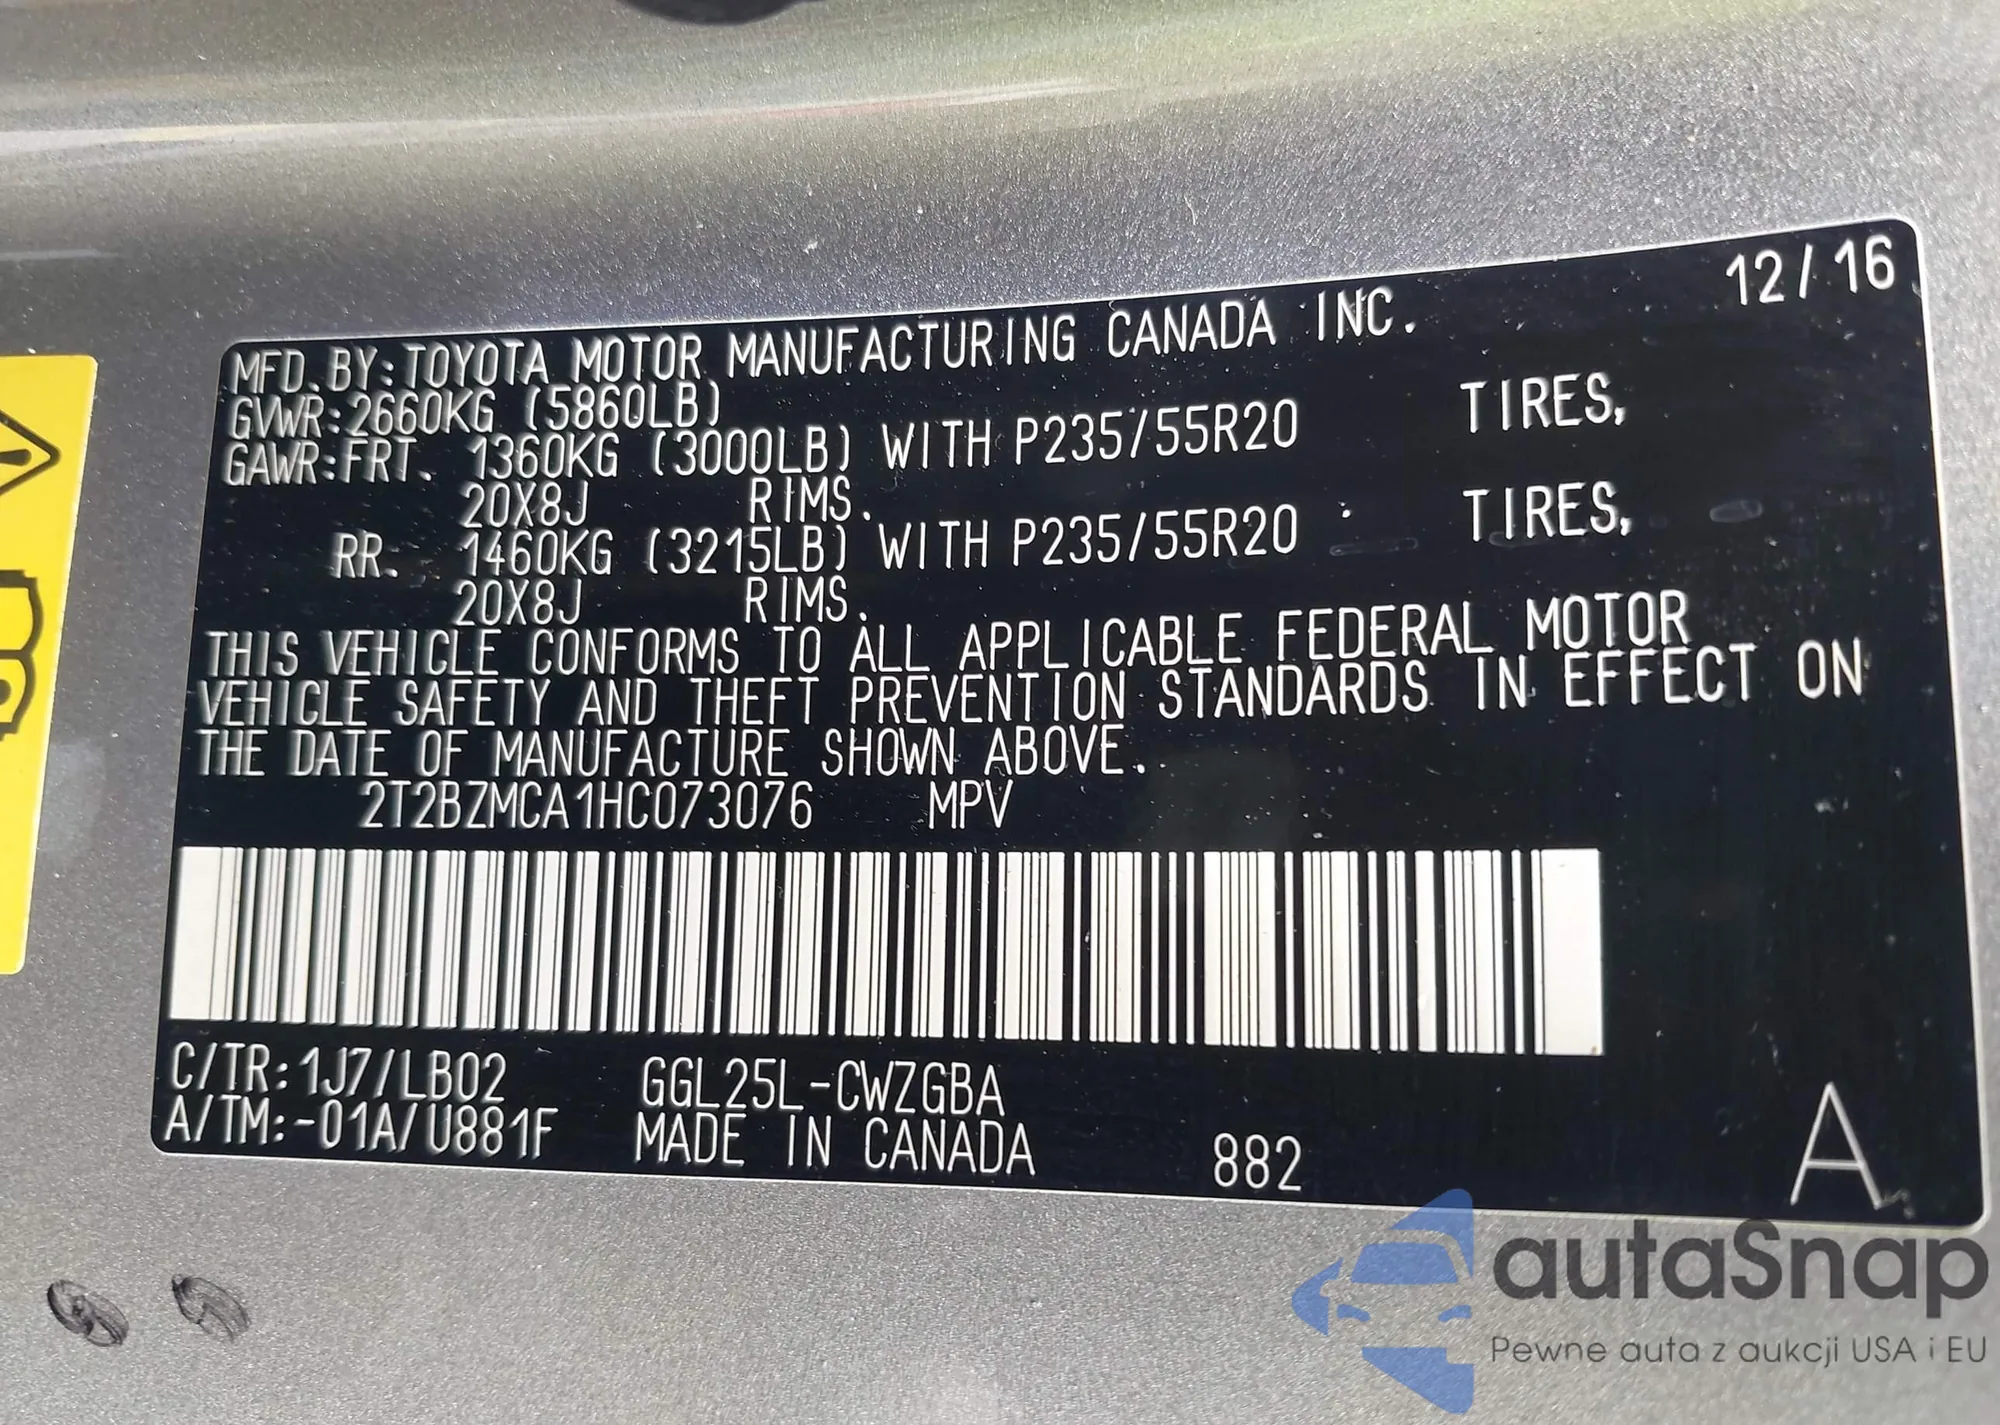 12/16
MFD. BY: TOYOTA MOTOR MANUFACTURING CANADA INC.
GVWR: 2660KG (5860LB)
GAWR: FRT. 1360KG (3000LB) WITH P235/55R20 TIRES,
20X8J RIMS.
RR. 1460KG (3215LB) WITH P235/55R20 TIRES,
20X8J RIMS.
THIS VEHICLE CONFORMS TO ALL APPLICABLE FEDERAL MOTOR
VEHICLE SAFETY AND THEFT PREVENTION STANDARDS IN EFFECT ON
THE DATE OF MANUFACTURE SHOWN ABOVE.
2T2BZMCA1HC073076 MPV
C/TR: 1J7/LB02 GGL25L-CWZGBA
A/TM: -01A/U881F MADE IN CANADA 882 A
autaSnap
Pewne auta z aukcji USA i EU